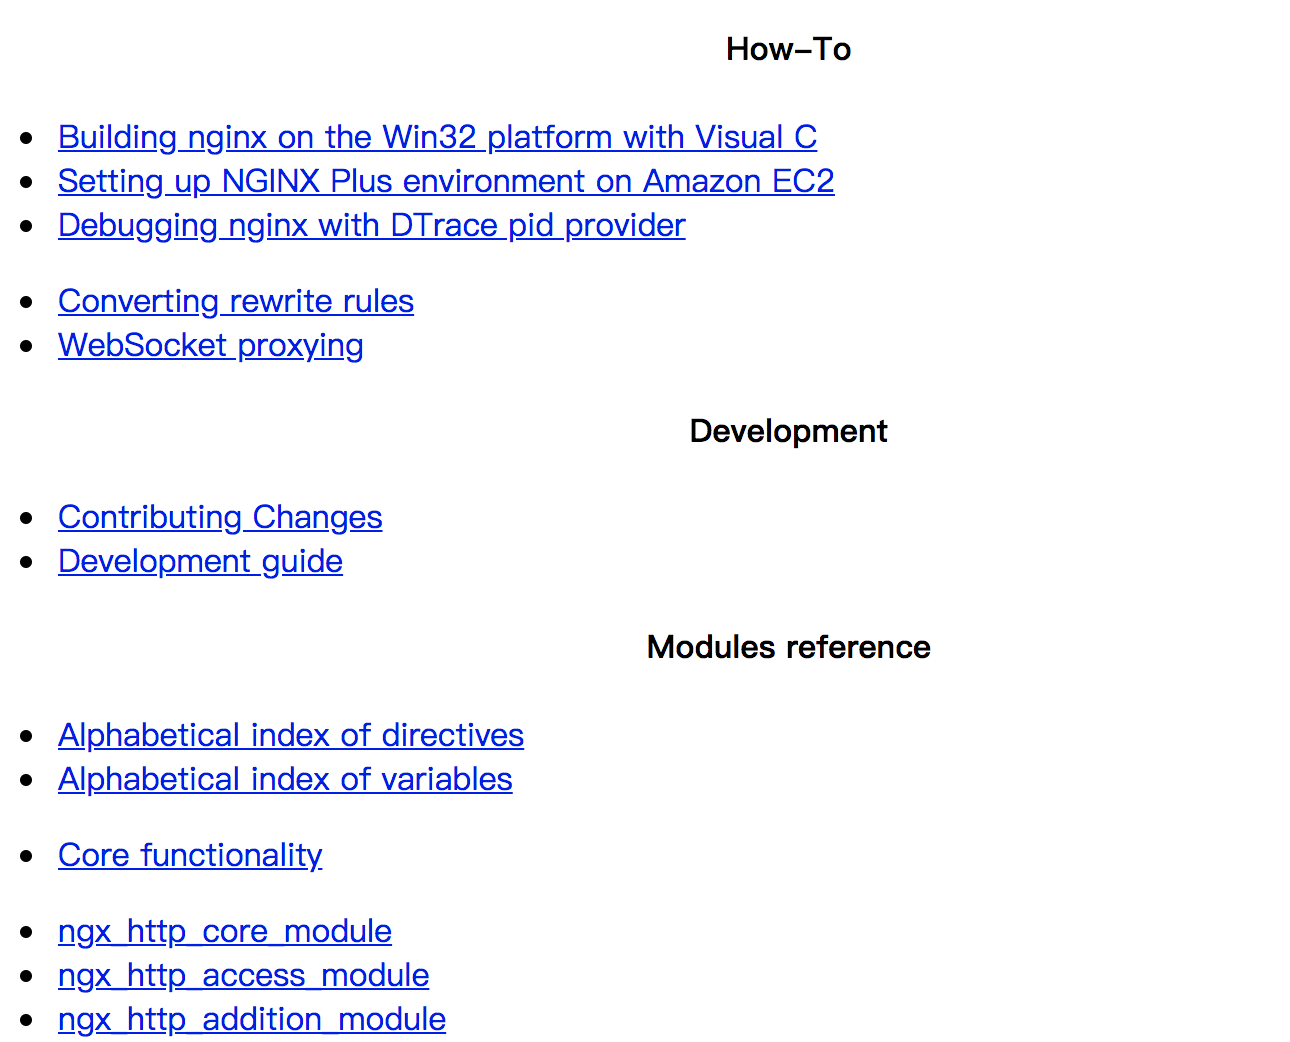 How-To
Building nginx on the Win32 platform with Visual C
Setting up NGINX Plus environment on Amazon EC2
Debugging nginx with DTrace pid provider
Converting rewrite rules
WebSocket proxying
Development
Contributing Changes
Development guide
Modules reference
Alphabetical index of directives
Alphabetical index of variables
Core functionality
ngx_http_core_module
ngx_http_access_module
ngx_http_addition_module